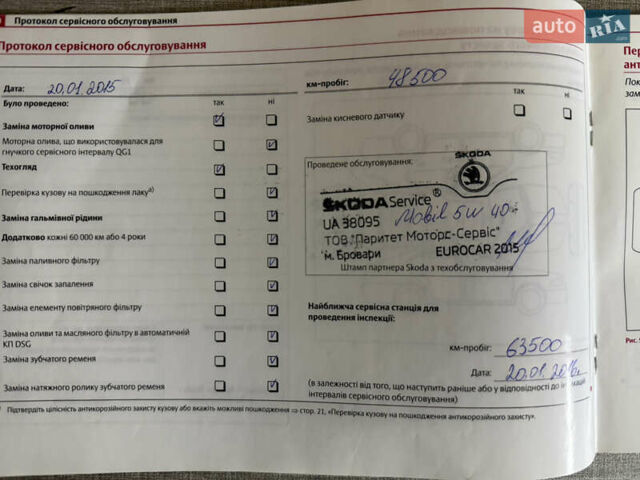 Протокол сервісного обслуговування
auto RIA
Протокол сервісного обслуговування
Дата: 20.01.2015 км-пробіг: 48500
Було проведено: так ні так ні
Заміна моторної оливи
Заміна кисневого датчику
Моторна олива, що використовувалася для
гнучкого сервісного інтервалу QG1
Техогляд
Перевірка кузову на пошкодження лаку а)
Заміна гальмівної рідини
Додатково кожні 60 000 км або 4 роки
Заміна паливного фільтру
Заміна свічок запалення
Заміна елементу повітряного фільтру
Заміна оливи та масляного фільтру в автоматичній
КП DSG
Заміна зубчатого ременя
Заміна натяжного ролику зубчатого ременя
Проведене обслуговування:
ŠKODA
ŠKODA Service ®
UA 38095 Mobil 5w 40
ТОВ "Паритет Моторс-Сервіс"
м. Бровари EUROCAR 2015
Штамп партнера Skoda з техобслуговування
Найближча сервісна станція для
проведення інспекції:
км-пробіг: 63500
Дата: 20.01.2016
(в залежності від того, що наступить раніше або у відповідності до
інтервалів сервісного обслуговування)
Підтвердіть цілісність антикорозійного захисту кузову або вкажіть можливі пошкодження ⇒ стор. 21, «Перевірка кузову на пошкодження антикорозійного захисту».
Пер
ант
Пок
зам
Рис.